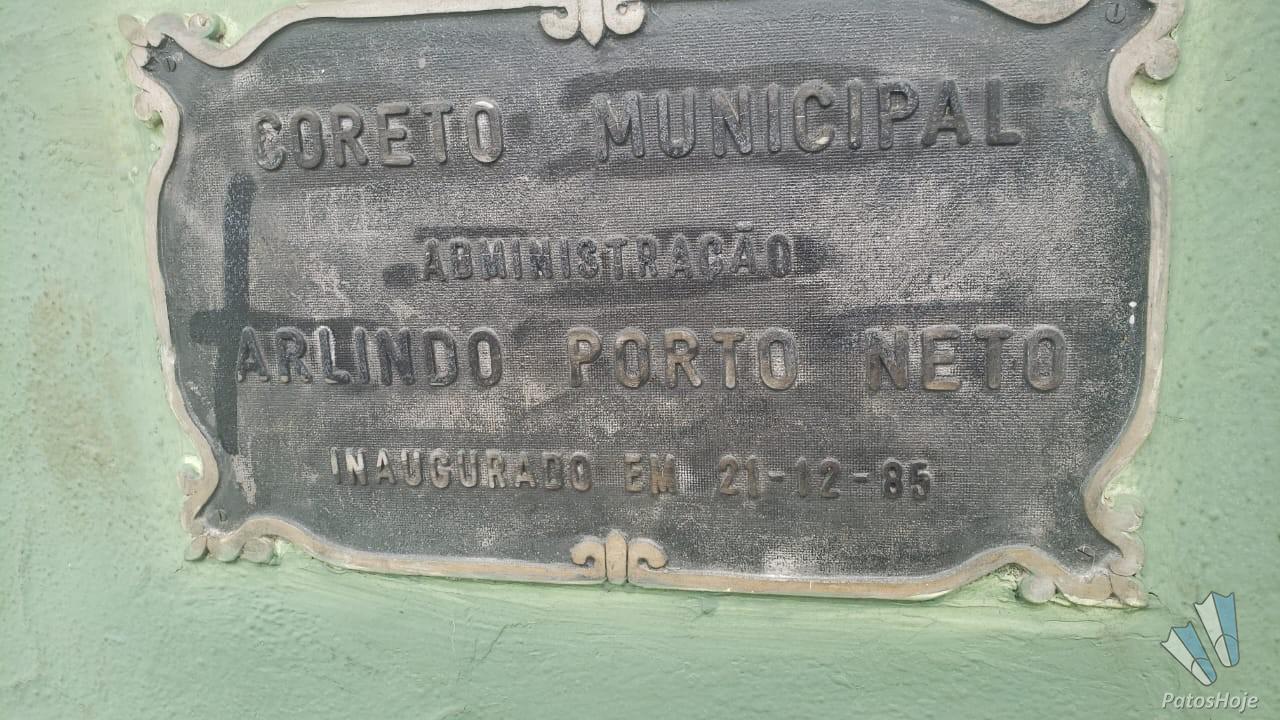 CORETO MUNICIPAL
ADMINISTRAÇÃO
ARLINDO PORTO NETO
INAUGURADO EM 21-12-85
PatosHoje